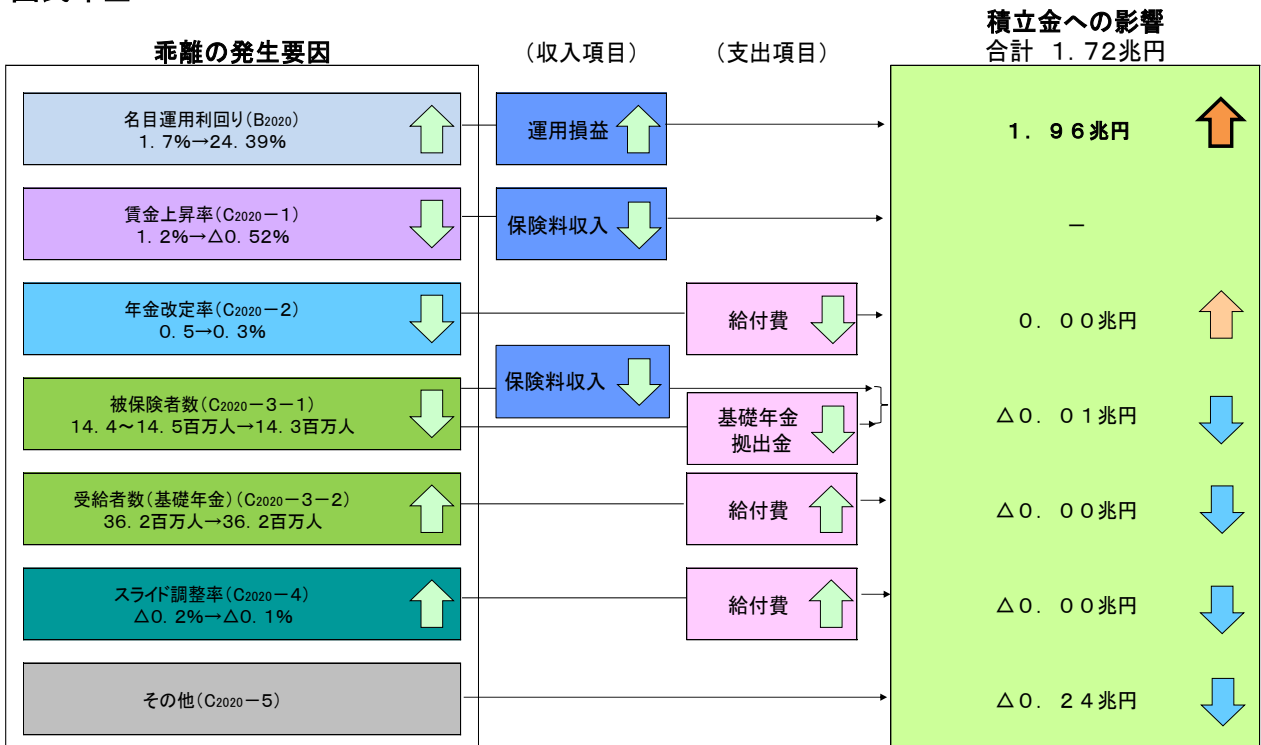 積立金への影響
合計 1.72兆円
乖離の発生要因
(収入項目)
(支出項目)
名目運用利回り(B2020)
1.7%→24.39%
運用損益
1.96兆円
賃金上昇率(C2020-1)
1.2%→△0.52%
保険料収入
-
年金改定率(C2020-2)
0.5→0.3%
給付費
0.00兆円
保険料収入
被保険者数(C2020-3-1)
14.4~14.5百万人→14.3百万人
基礎年金
拠出金
△0.01兆円
受給者数(基礎年金)(C2020-3-2)
36.2百万人→36.2百万人
給付費
△0.00兆円
スライド調整率(C2020-4)
△0.2%→△0.1%
給付費
△0.00兆円
その他(C2020-5)
△0.24兆円